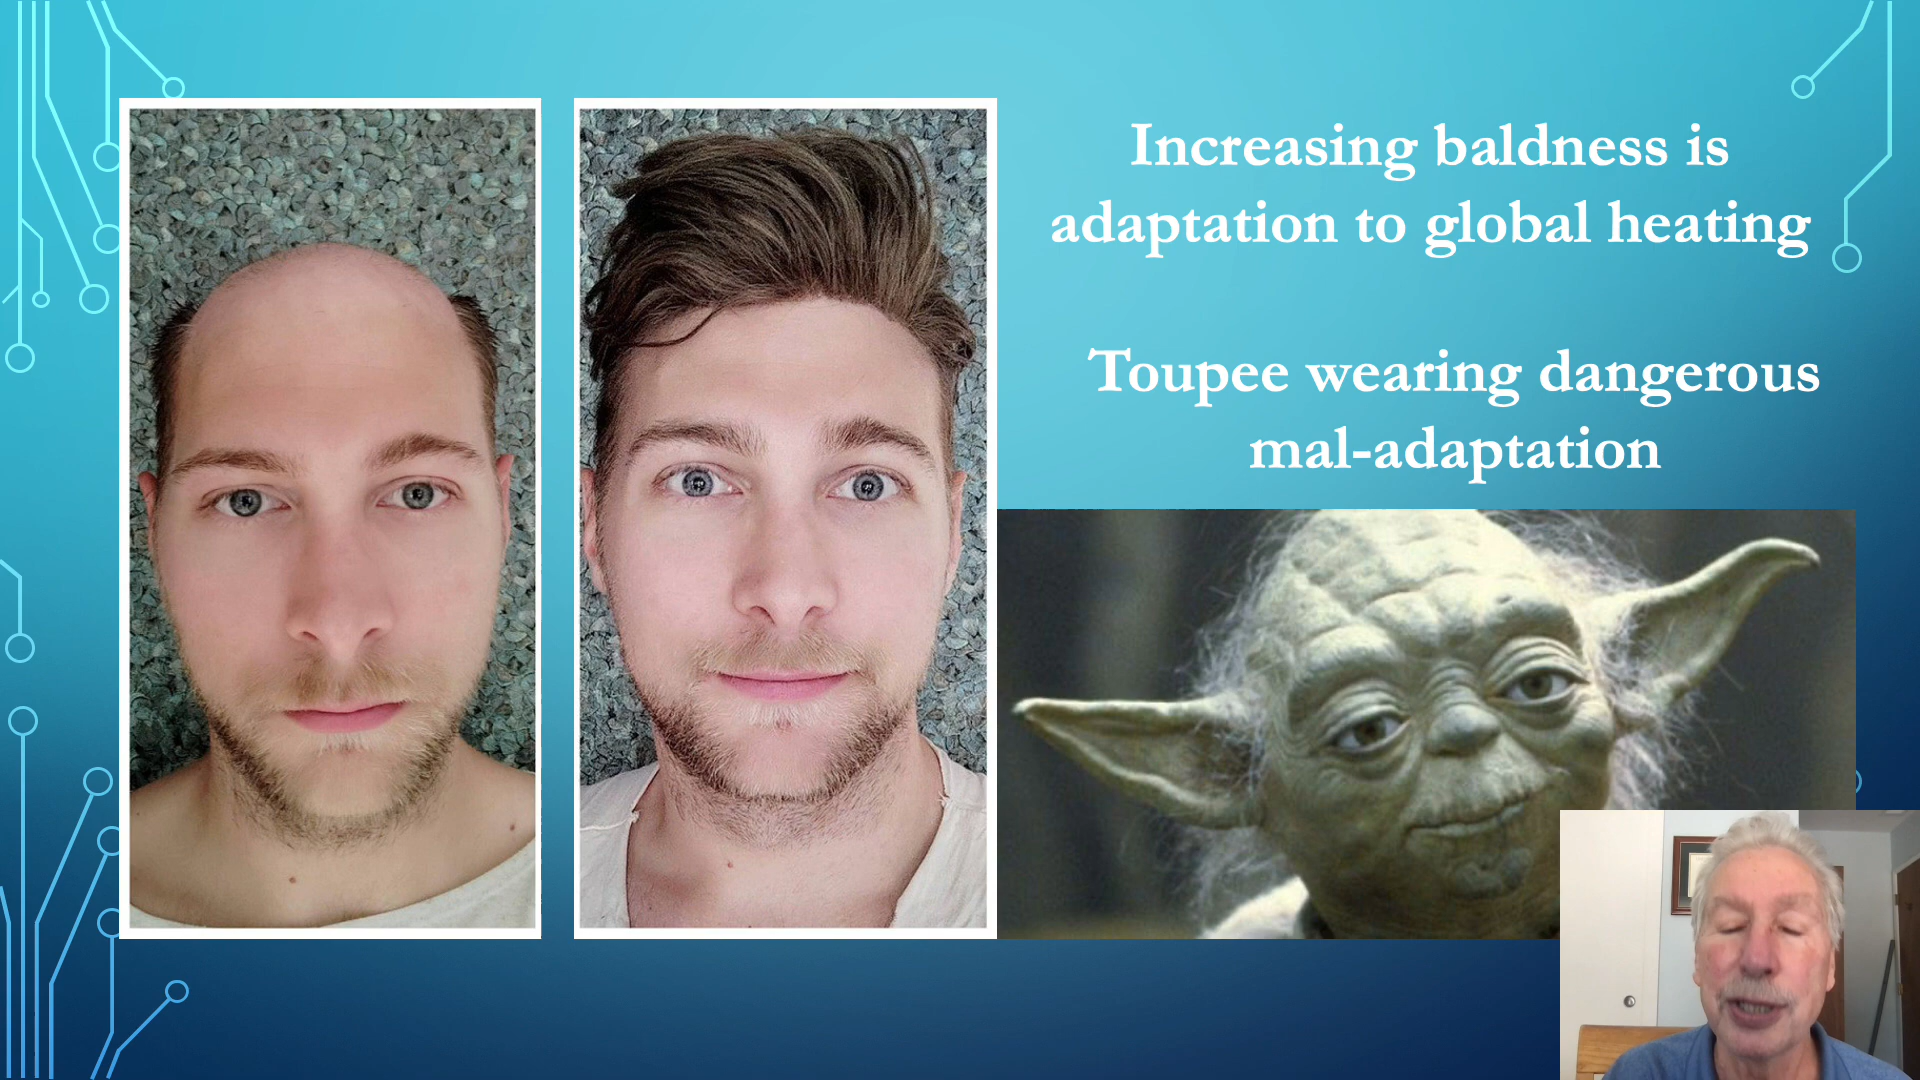 Increasing baldness is
adaptation to global heating
Toupee wearing dangerous
mal-adaptation